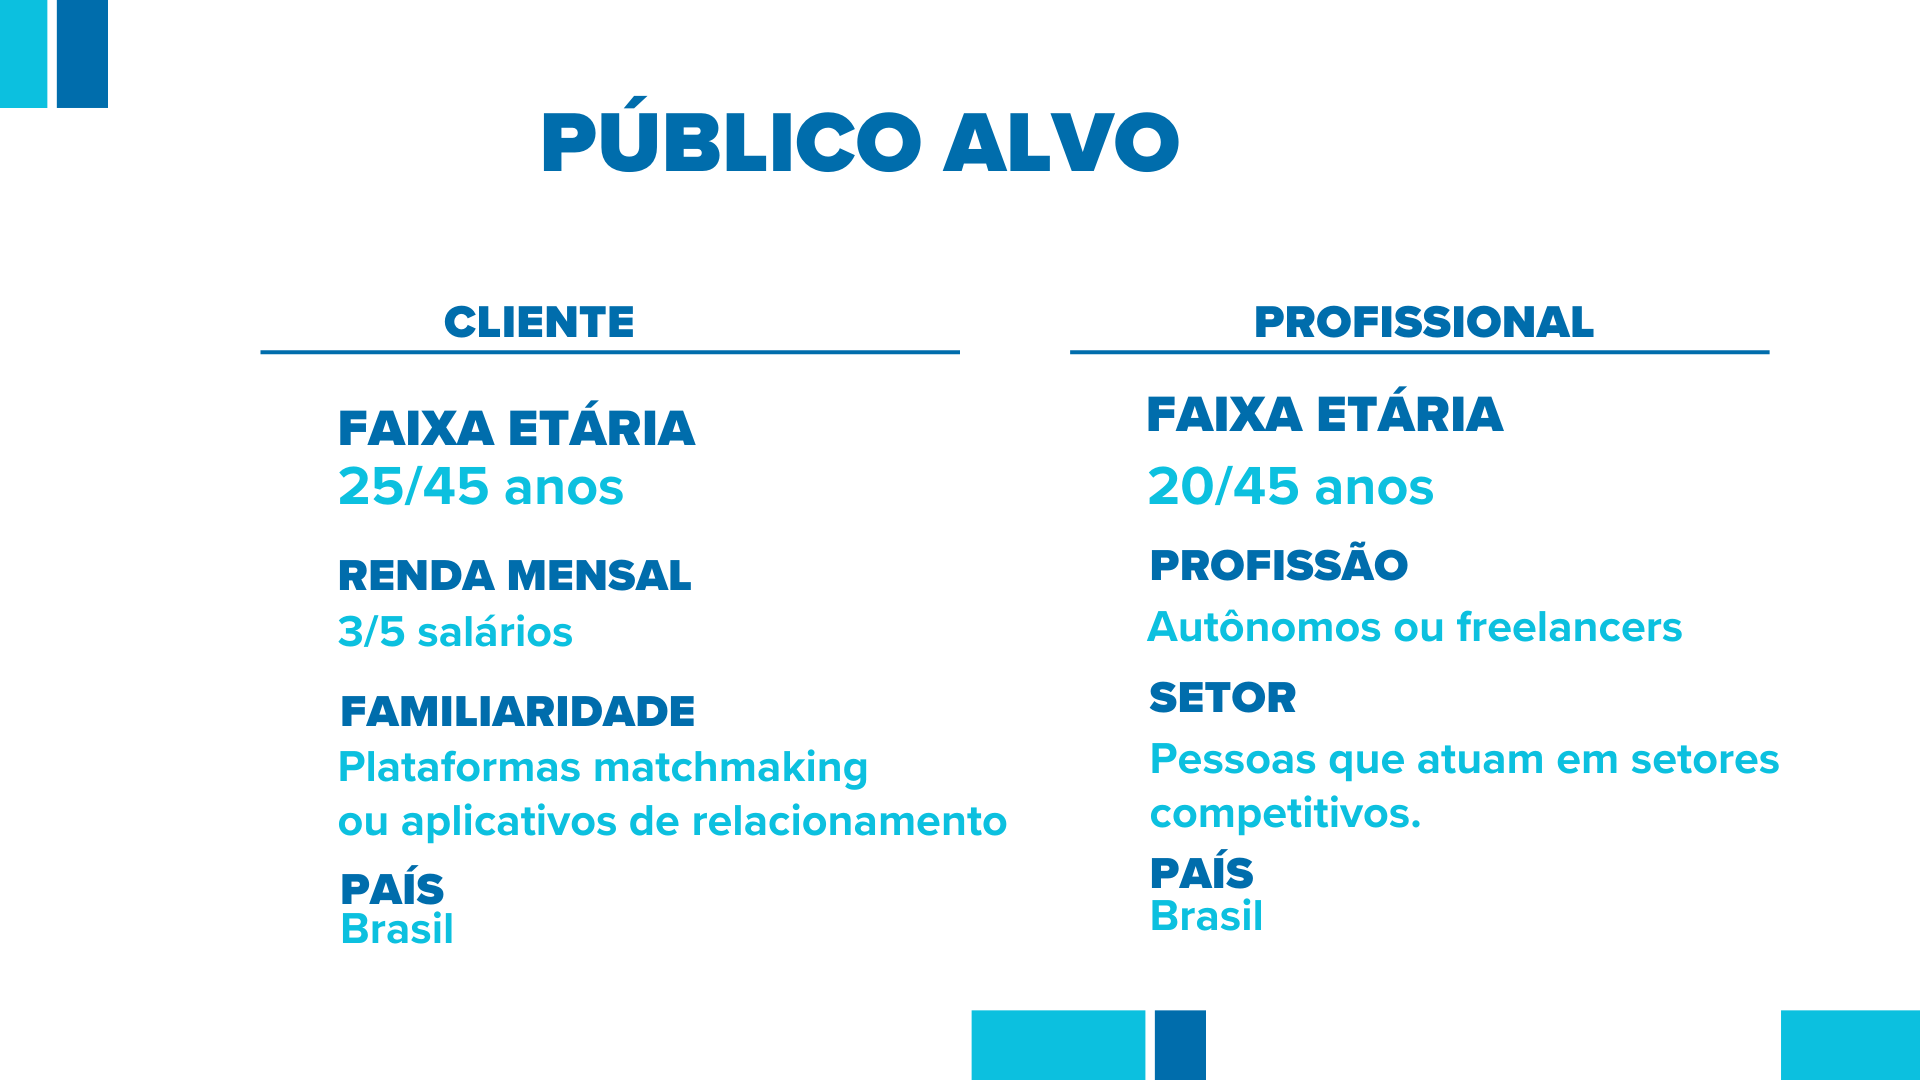 PÚBLICO ALVO
CLIENTE
FAIXA ETÁRIA
25/45 anos
RENDA MENSAL
3/5 salários
FAMILIARIDADE
Plataformas matchmaking
ou aplicativos de relacionamento
PAÍS
Brasil
PROFISSIONAL
FAIXA ETÁRIA
20/45 anos
PROFISSÃO
Autônomos ou freelancers
SETOR
Pessoas que atuam em setores
competitivos.
PAÍS
Brasil